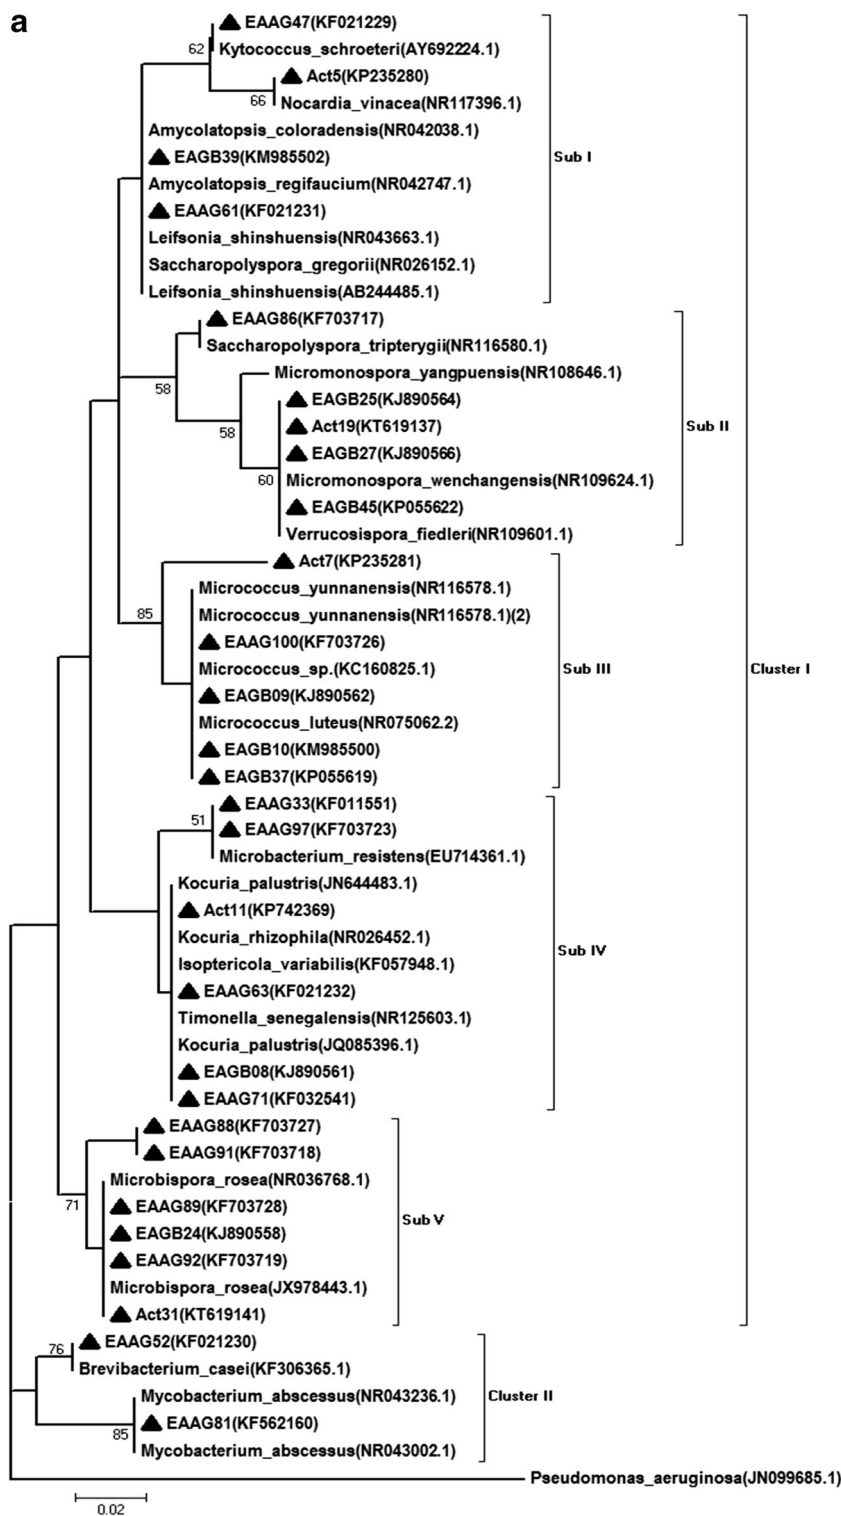 a
EAAG47(KF021229)
62
Kytococcus_schroeteri(AY692224.1)
Act5(KP235280)
66
Nocardia_vinacea(NR117396.1)
Amycolatopsis_coloradensis(NR042038.1)
EAGB39(KM985502)
Sub I
Amycolatopsis_regifaucium(NR042747.1)
EAAG61(KF021231)
Leifsonia_shinshuensis(NR043663.1)
Saccharopolyspora_gregorii(NR026152.1)
Leifsonia_shinshuensis(AB244485.1)
EAAG86(KF703717)
Saccharopolyspora_tripterygii(NR116580.1)
Micromonospora_yangpuensis(NR108646.1)
58
EAGB25(KJ890564)
Act19(KT619137)
Sub II
58
EAGB27(KJ890566)
60
Micromonospora_wenchangensis(NR109624.1)
EAGB45(KP055622)
Verrucosispora_fiedleri(NR109601.1)
Act7(KP235281)
Micrococcus_yunnanensis(NR116578.1)
85
Micrococcus_yunnanensis(NR116578.1)(2)
EAAG100(KF703726)
Micrococcus_sp.(KC160825.1)
Sub III
Cluster I
EAGB09(KJ890562)
Micrococcus_luteus(NR075062.2)
EAGB10(KM985500)
EAGB37(KP055619)
EAAG33(KF011551)
51
EAAG97(KF703723)
Microbacterium_resistens(EU714361.1)
Kocuria_palustris(JN644483.1)
Act11(KP742369)
Kocuria_rhizophila(NR026452.1)
Sub IV
Isoptericola_variabilis(KF057948.1)
EAAG63(KF021232)
Timonella_senegalensis(NR125603.1)
Kocuria_palustris(JQ085396.1)
EAGB08(KJ890561)
EAAG71(KF032541)
EAAG88(KF703727)
EAAG91(KF703718)
Microbispora_rosea(NR036768.1)
71
EAAG89(KF703728)
Sub V
EAGB24(KJ890558)
EAAG92(KF703719)
Microbispora_rosea(JX978443.1)
Act31(KT619141)
EAAG52(KF021230)
76
Brevibacterium_casei(KF306365.1)
Mycobacterium_abscessus(NR043236.1)
Cluster II
EAAG81(KF562160)
85
Mycobacterium_abscessus(NR043002.1)
Pseudomonas_aeruginosa(JN099685.1)
0.02